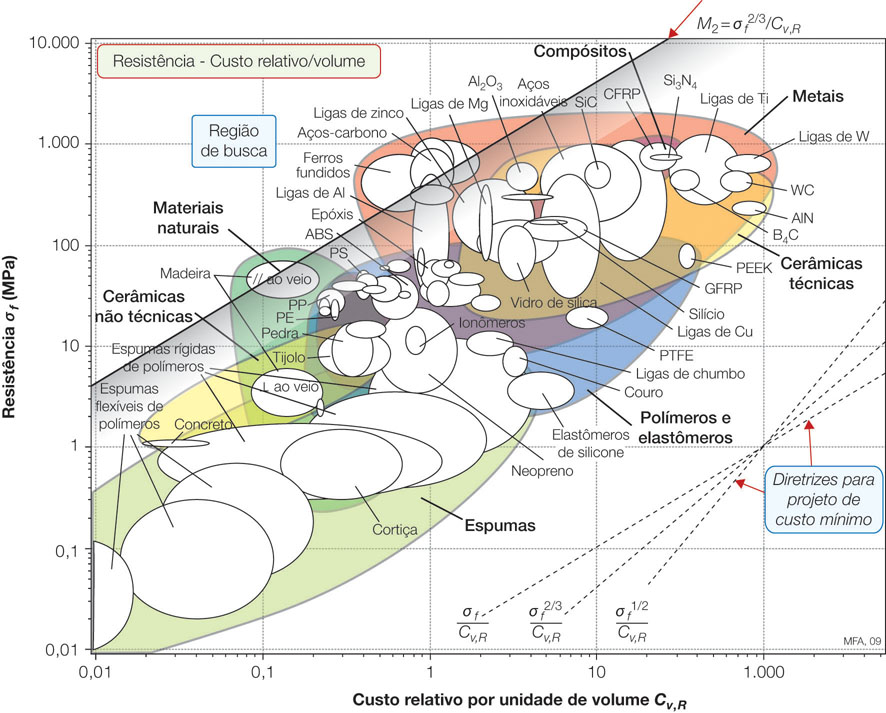 M₂ = σf^2/3/Cv,R
10.000
1.000
100
10
1
0,1
0,01
Resistência σf (MPa)
Resistência - Custo relativo/volume
Região
de busca
Compósitos
Metais
Al₂O₃
Aços
inoxidáveis
SiC
CFRP
Si₃N₄
Ligas de Ti
Ligas de W
Ligas de zinco
Ligas de Mg
Aços-carbono
Ferros
fundidos
Ligas de Al
Epóxis
ABS
PS
WC
AlN
B₄C
Materiais
naturais
Madeira
// ao veio
PEEK
Cerâmicas
técnicas
GFRP
Cerâmicas
não técnicas
PP
PE
Pedra
Tijolo
Vidro de sílica
Ionômeros
Silício
Ligas de Cu
PTFE
Ligas de chumbo
Couro
Espumas rígidas
de polímeros
⊥ ao veio
Espumas
flexíveis de
polímeros
Concreto
Polímeros e
elastômeros
Elastômeros
de silicone
Neopreno
Cortiça
Espumas
Diretrizes para
projeto de
custo mínimo
σf/Cv,R
σf^2/3/Cv,R
σf^1/2/Cv,R
MFA, 09
0,01
0,1
1
10
1.000
Custo relativo por unidade de volume Cv,R